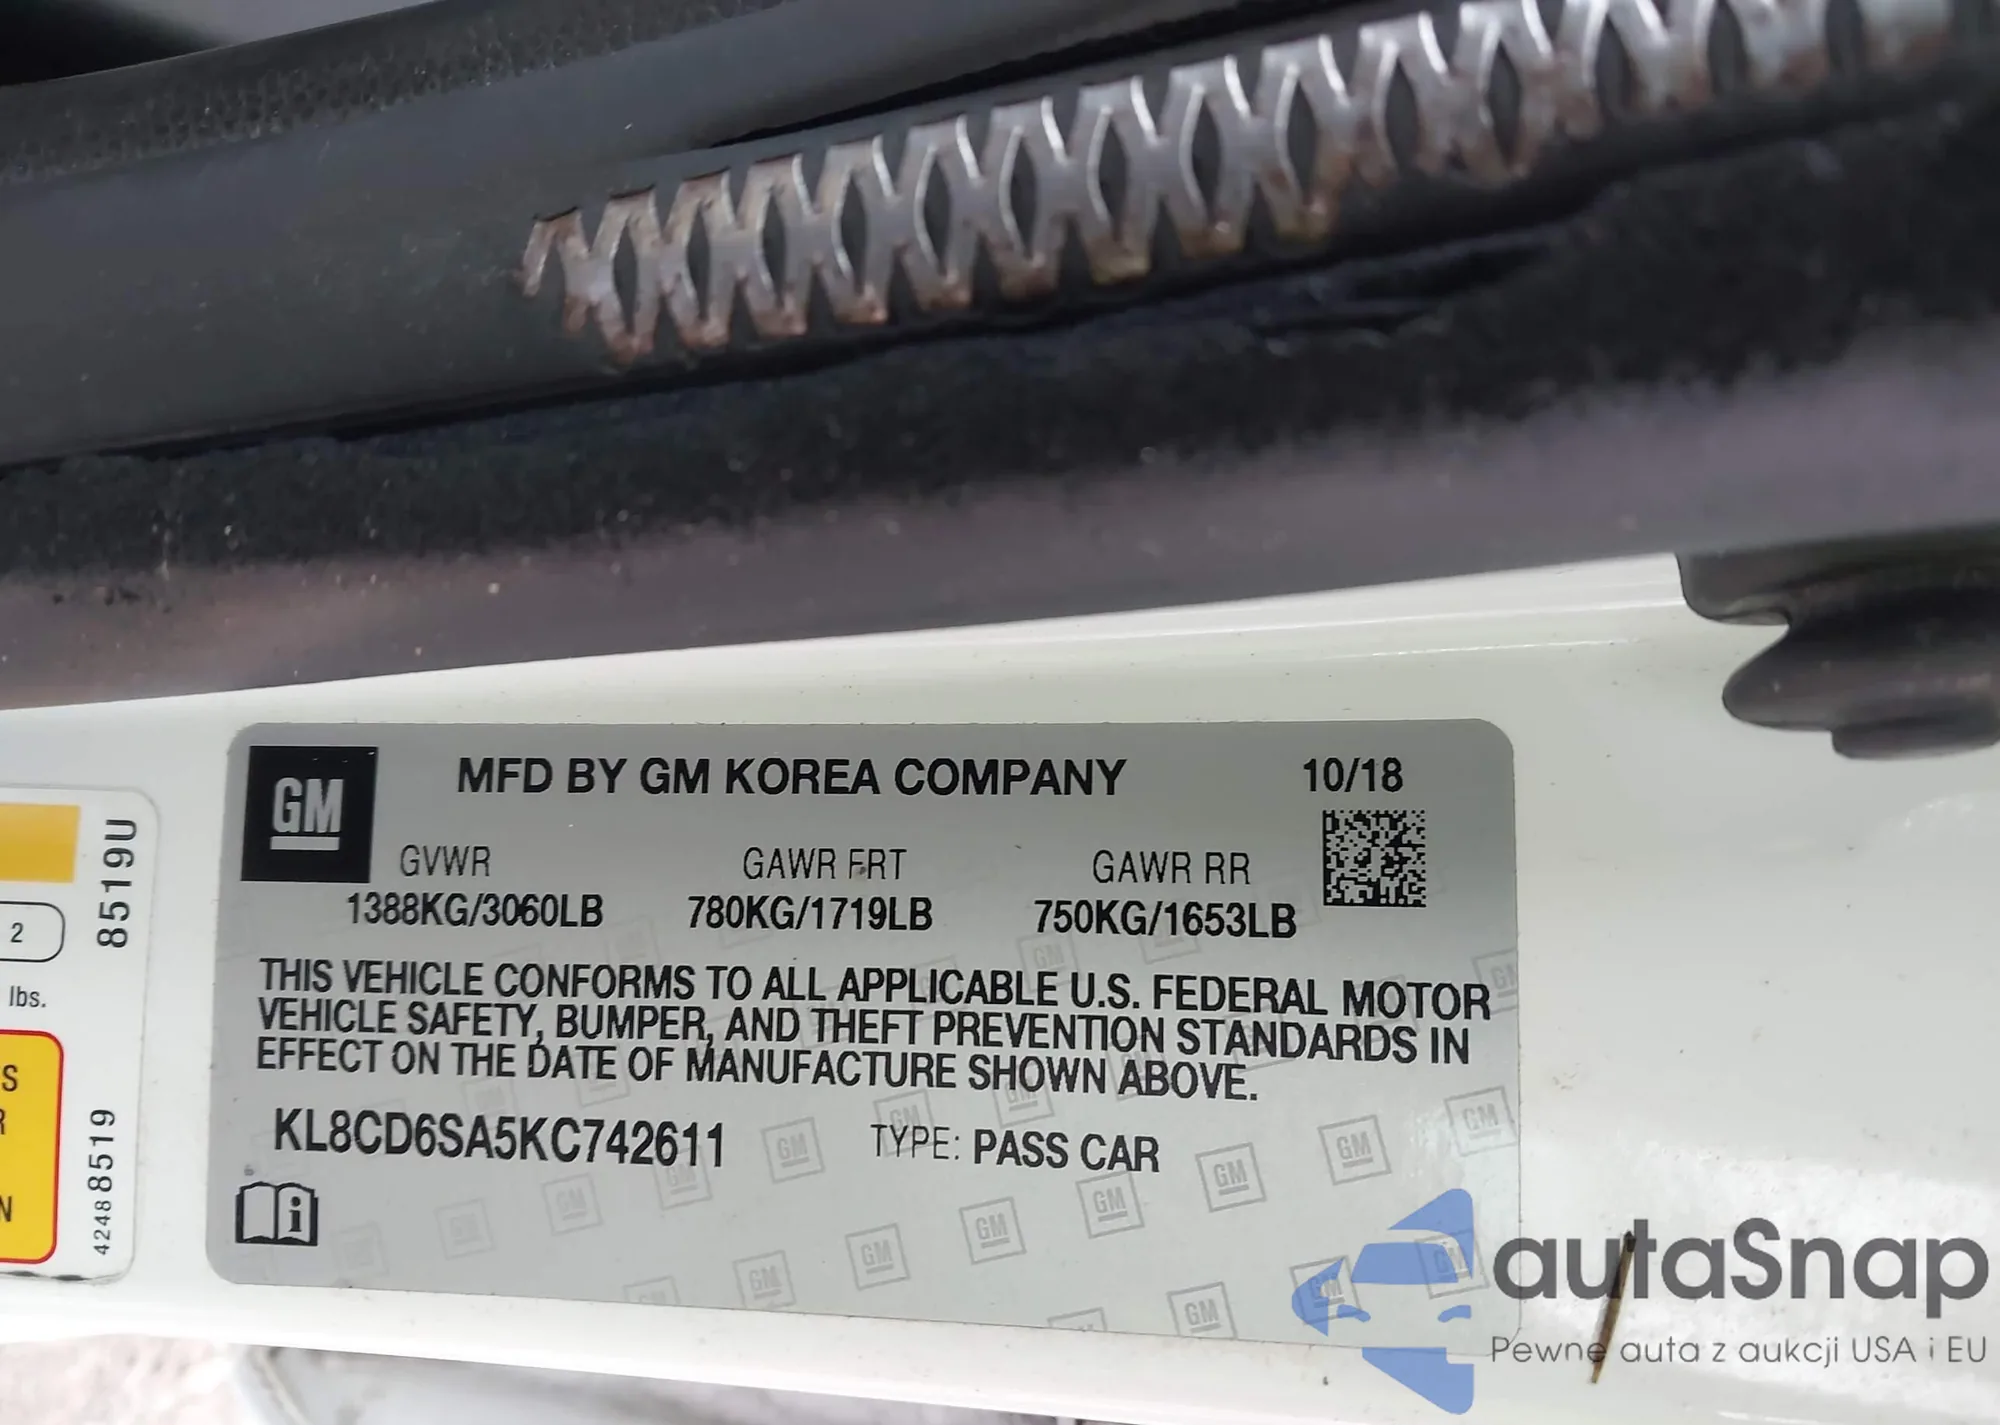 MFD BY GM KOREA COMPANY 10/18
GM
GVWR GAWR FRT GAWR RR
1388KG/3060LB 780KG/1719LB 750KG/1653LB
THIS VEHICLE CONFORMS TO ALL APPLICABLE U.S. FEDERAL MOTOR
VEHICLE SAFETY, BUMPER, AND THEFT PREVENTION STANDARDS IN
EFFECT ON THE DATE OF MANUFACTURE SHOWN ABOVE.
KL8CD6SA5KC742611 TYPE: PASS CAR
8519U
2
lbs.
S
R
N
42488519
autaSnap
Pewne auta z aukcji USA i EU